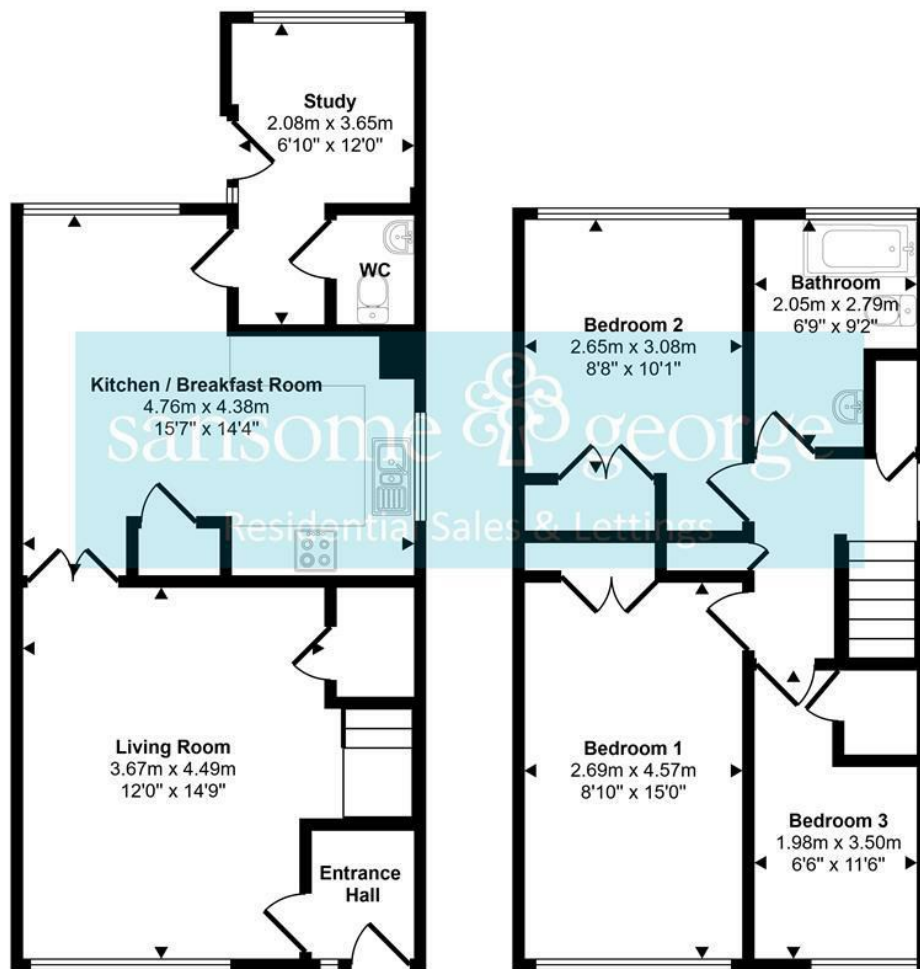 Study
2.08m x 3.65m
6'10" x 12'0"
WC
Kitchen / Breakfast Room
4.76m x 4.38m
15'7" x 14'4"
Living Room
3.67m x 4.49m
12'0" x 14'9"
Entrance
Hall
Bedroom 2
2.65m x 3.08m
8'8" x 10'1"
Bathroom
2.05m x 2.79m
6'9" x 9'2"
Bedroom 1
2.69m x 4.57m
8'10" x 15'0"
Bedroom 3
1.98m x 3.50m
6'6" x 11'6"
sansome george
Residential Sales & Lettings